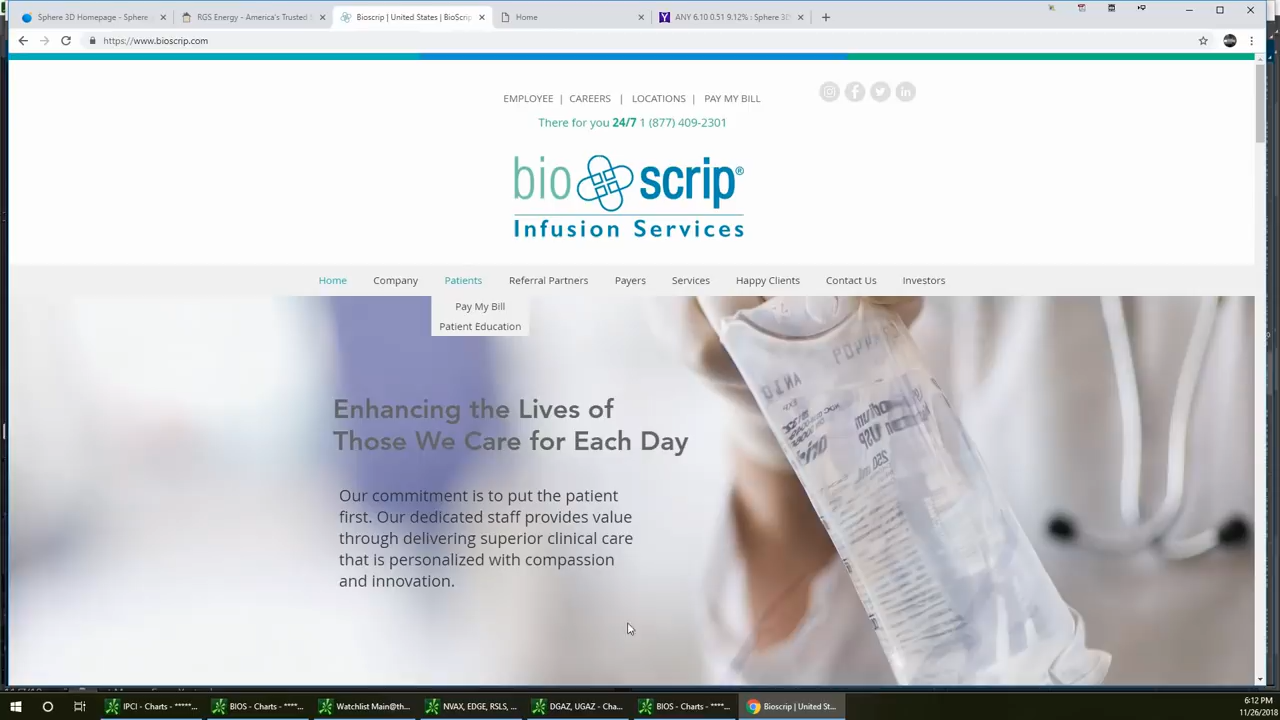 Sphere 3D Homepage - Sphere
RGS Energy – America's Trusted S
Bioscrip | United States | BioScrip
Home
ANY 6.10 0.51 9.12% : Sphere 3D
https://www.bioscrip.com
EMPLOYEE | CAREERS | LOCATIONS | PAY MY BILL
There for you 24/7 1 (877) 409-2301
bio scrip®
Infusion Services
Home Company Patients Referral Partners Payers Services Happy Clients Contact Us Investors
Pay My Bill
Patient Education
Enhancing the Lives of
Those We Care for Each Day
Our commitment is to put the patient
first. Our dedicated staff provides value
through delivering superior clinical care
that is personalized with compassion
and innovation.
250 mL
IPCI - Charts - *****...
BIOS - Charts - ****...
Watchlist Main@th...
NVAX, EDGE, RSLS, ...
DGAZ, UGAZ - Cha...
BIOS - Charts - ****...
Bioscrip | United St...
6:12 PM
11/26/2018